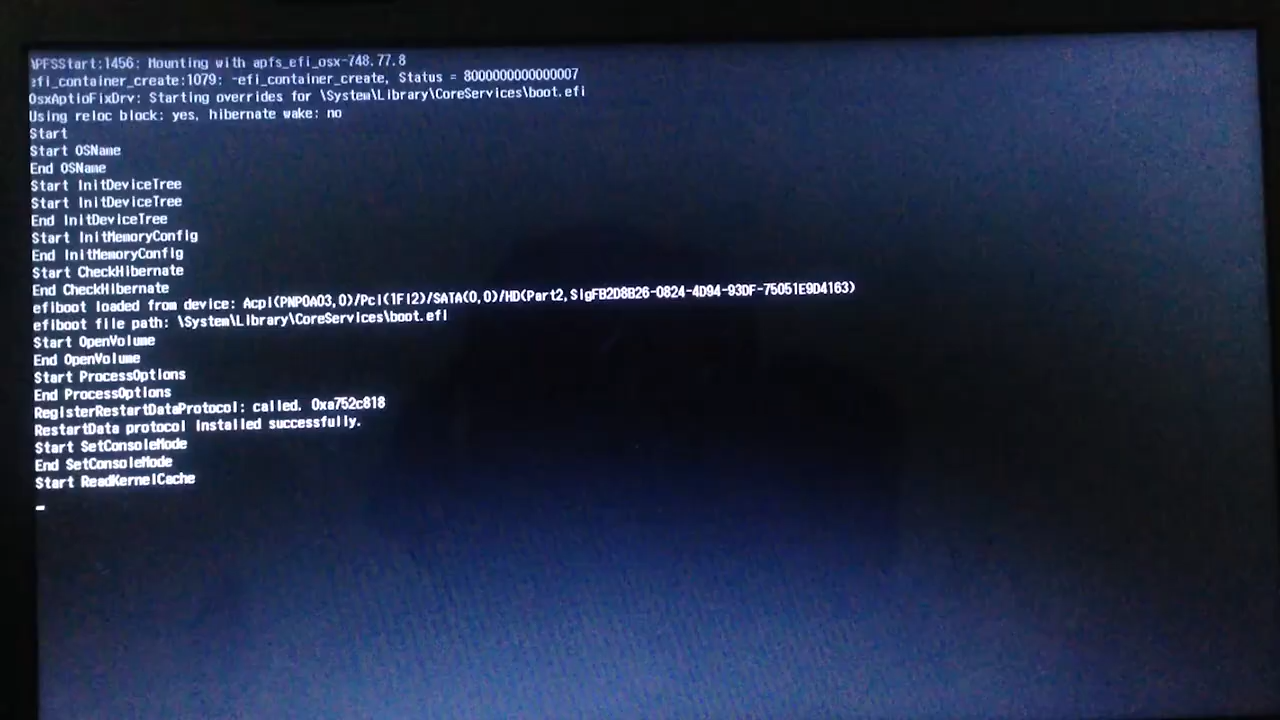 APFSStart:1456: Mounting with apfs_efi_osx-748.77.8
efi_container_create:1079: -efi_container_create, Status = 8000000000000007
OsxAptioFixDrv: Starting overrides for \System\Library\CoreServices\boot.efi
Using reloc block: yes, hibernate wake: no
Start
Start OSName
End OSName
Start InitDeviceTree
Start InitDeviceTree
End InitDeviceTree
Start InitMemoryConfig
End InitMemoryConfig
Start CheckHibernate
End CheckHibernate
efiboot loaded from device: Acpi(PNP0A03,0)/Pci(1F|2)/SATA(0,0)/HD(Part2,SigFB2D8B26-0824-4D94-93DF-75051E9D4163)
efiboot file path: \System\Library\CoreServices\boot.efi
Start OpenVolume
End OpenVolume
Start ProcessOptions
End ProcessOptions
RegisterRestartDataProtocol: called. 0xa752c818
RestartData protocol installed successfully.
Start SetConsoleMode
End SetConsoleMode
Start ReadKernelCache